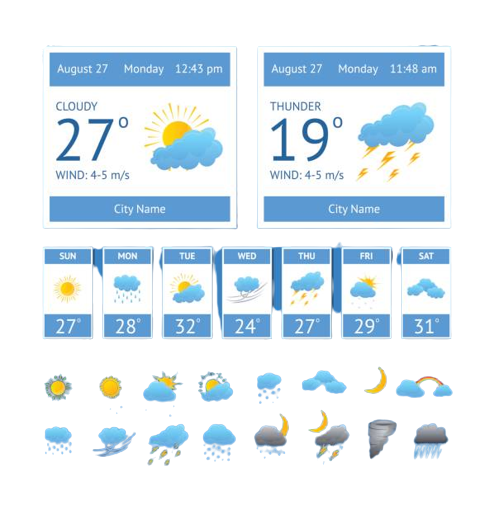 August 27 Monday 12:43 pm
CLOUDY
27°
WIND: 4-5 m/s
City Name
August 27 Monday 11:48 am
THUNDER
19°
WIND: 4-5 m/s
City Name
SUN MON TUE WED THU FRI SAT
27° 28° 32° 24° 27° 29° 31°